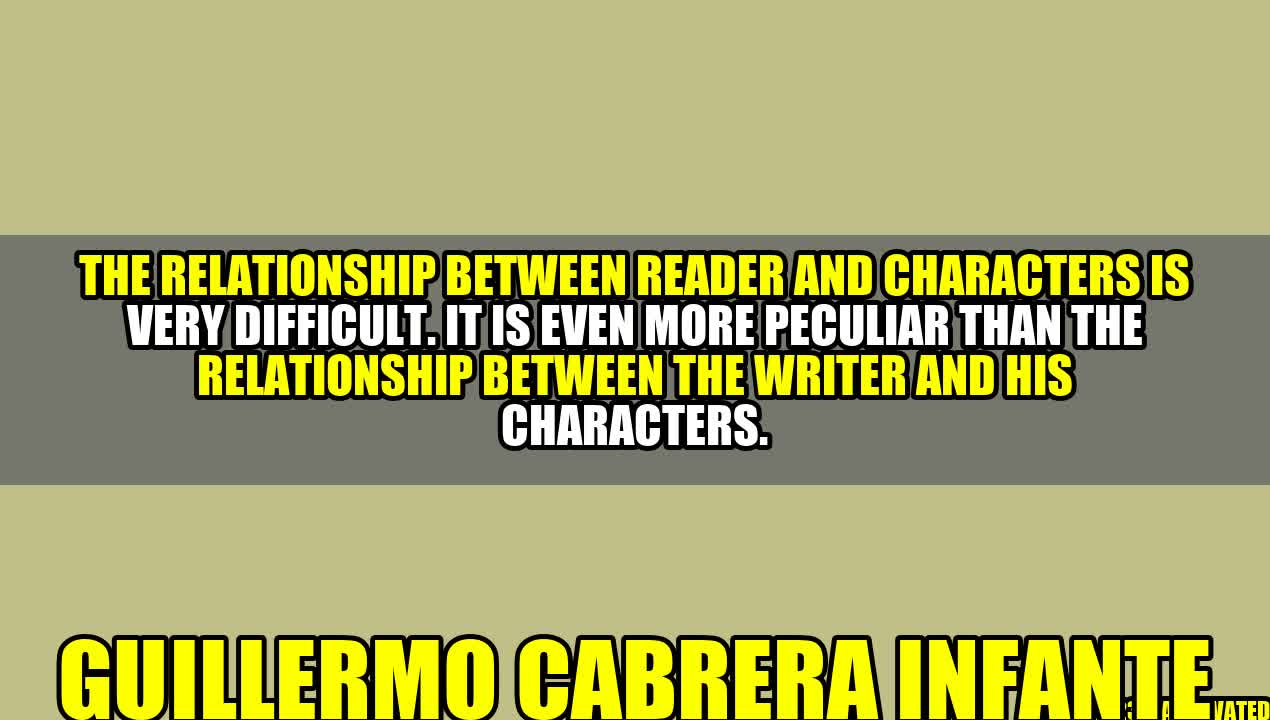 THE RELATIONSHIP BETWEEN READER AND CHARACTERS IS
VERY DIFFICULT. IT IS EVEN MORE PECULIAR THAN THE
RELATIONSHIP BETWEEN THE WRITER AND HIS
CHARACTERS.
GUILLERMO CABRERA INFANTE